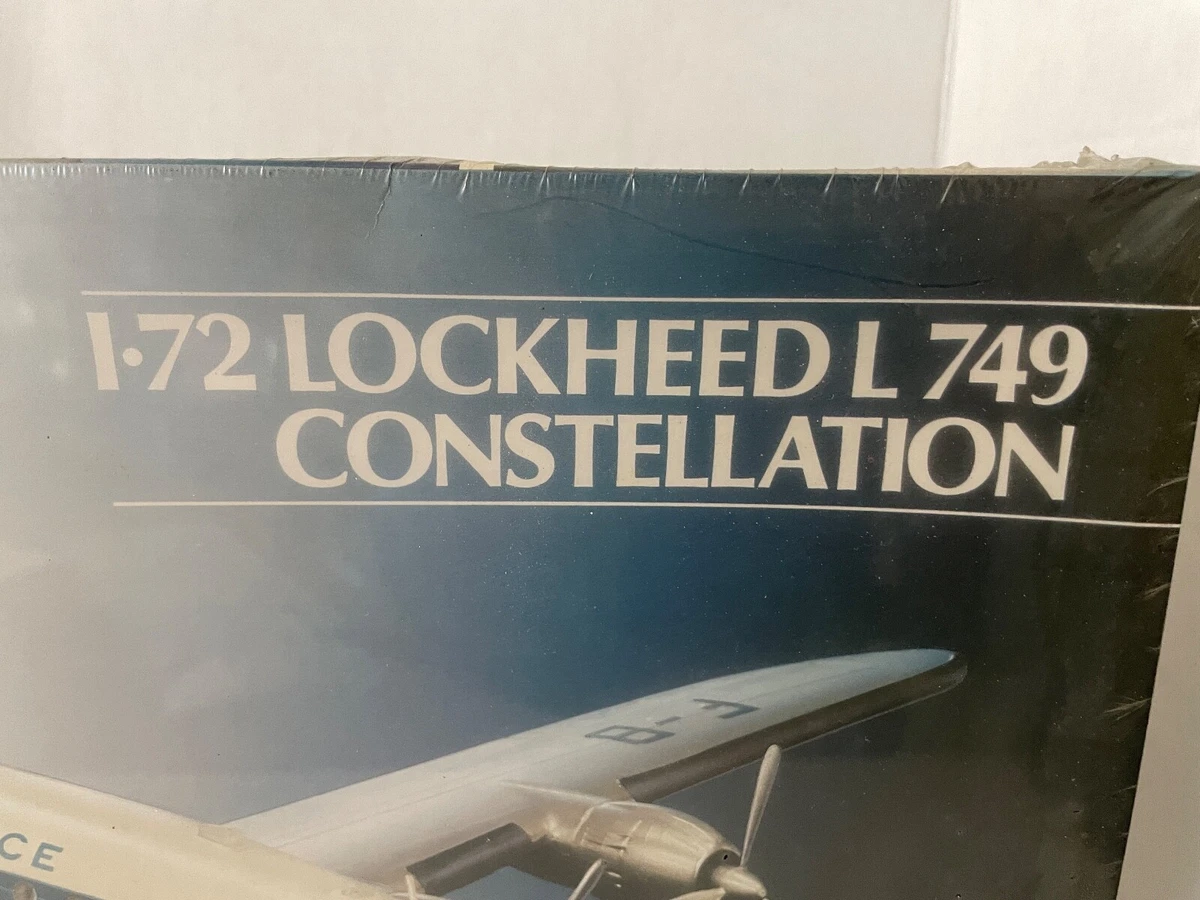 1·72 LOCKHEED L 749
CONSTELLATION
F-B
CE